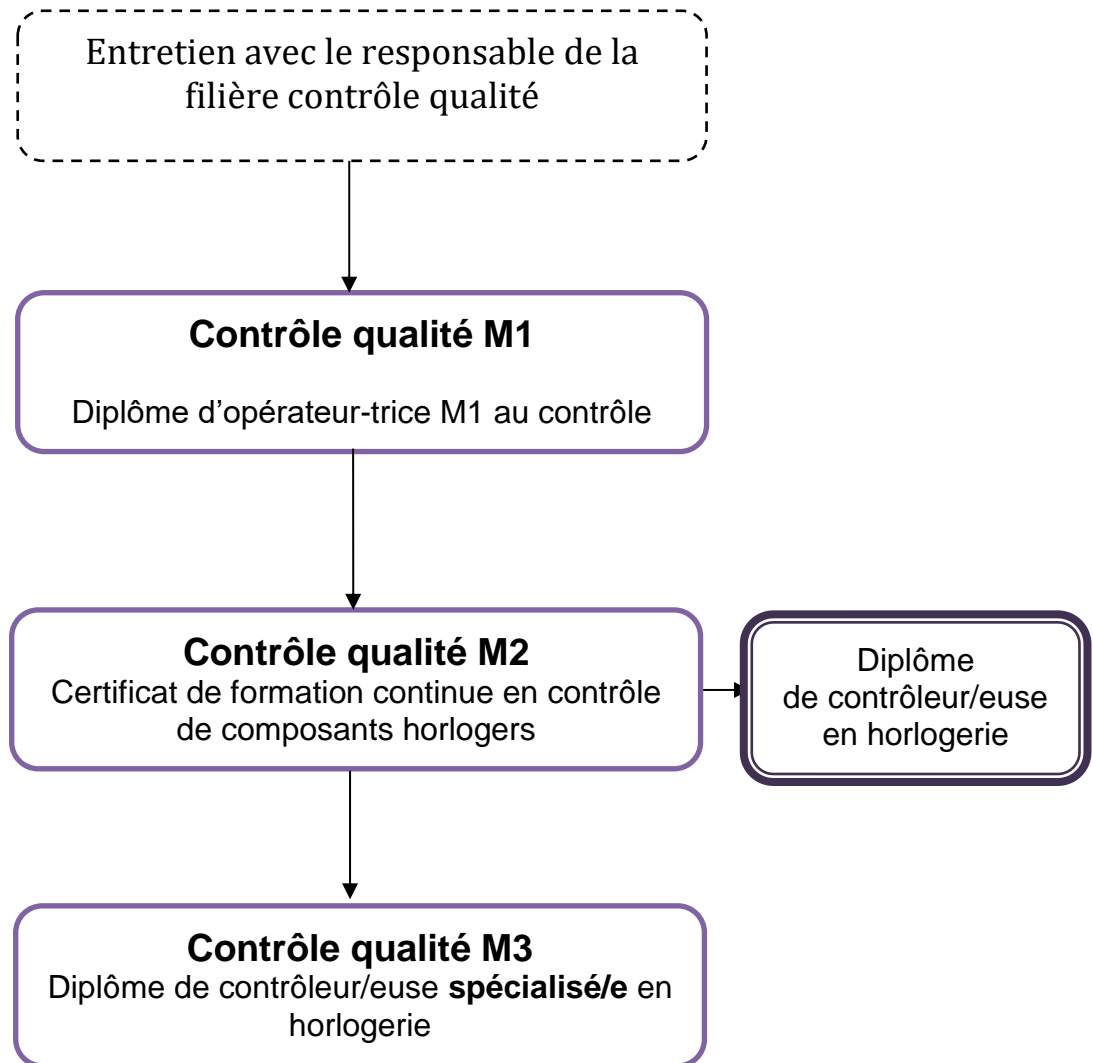 Entretien avec le responsable de la
filière contrôle qualité
Contrôle qualité M1
Diplôme d’opérateur-trice M1 au contrôle
Contrôle qualité M2
Certificat de formation continue en contrôle
de composants horlogers
Diplôme
de contrôleur/euse
en horlogerie
Contrôle qualité M3
Diplôme de contrôleur/euse spécialisé/e en
horlogerie